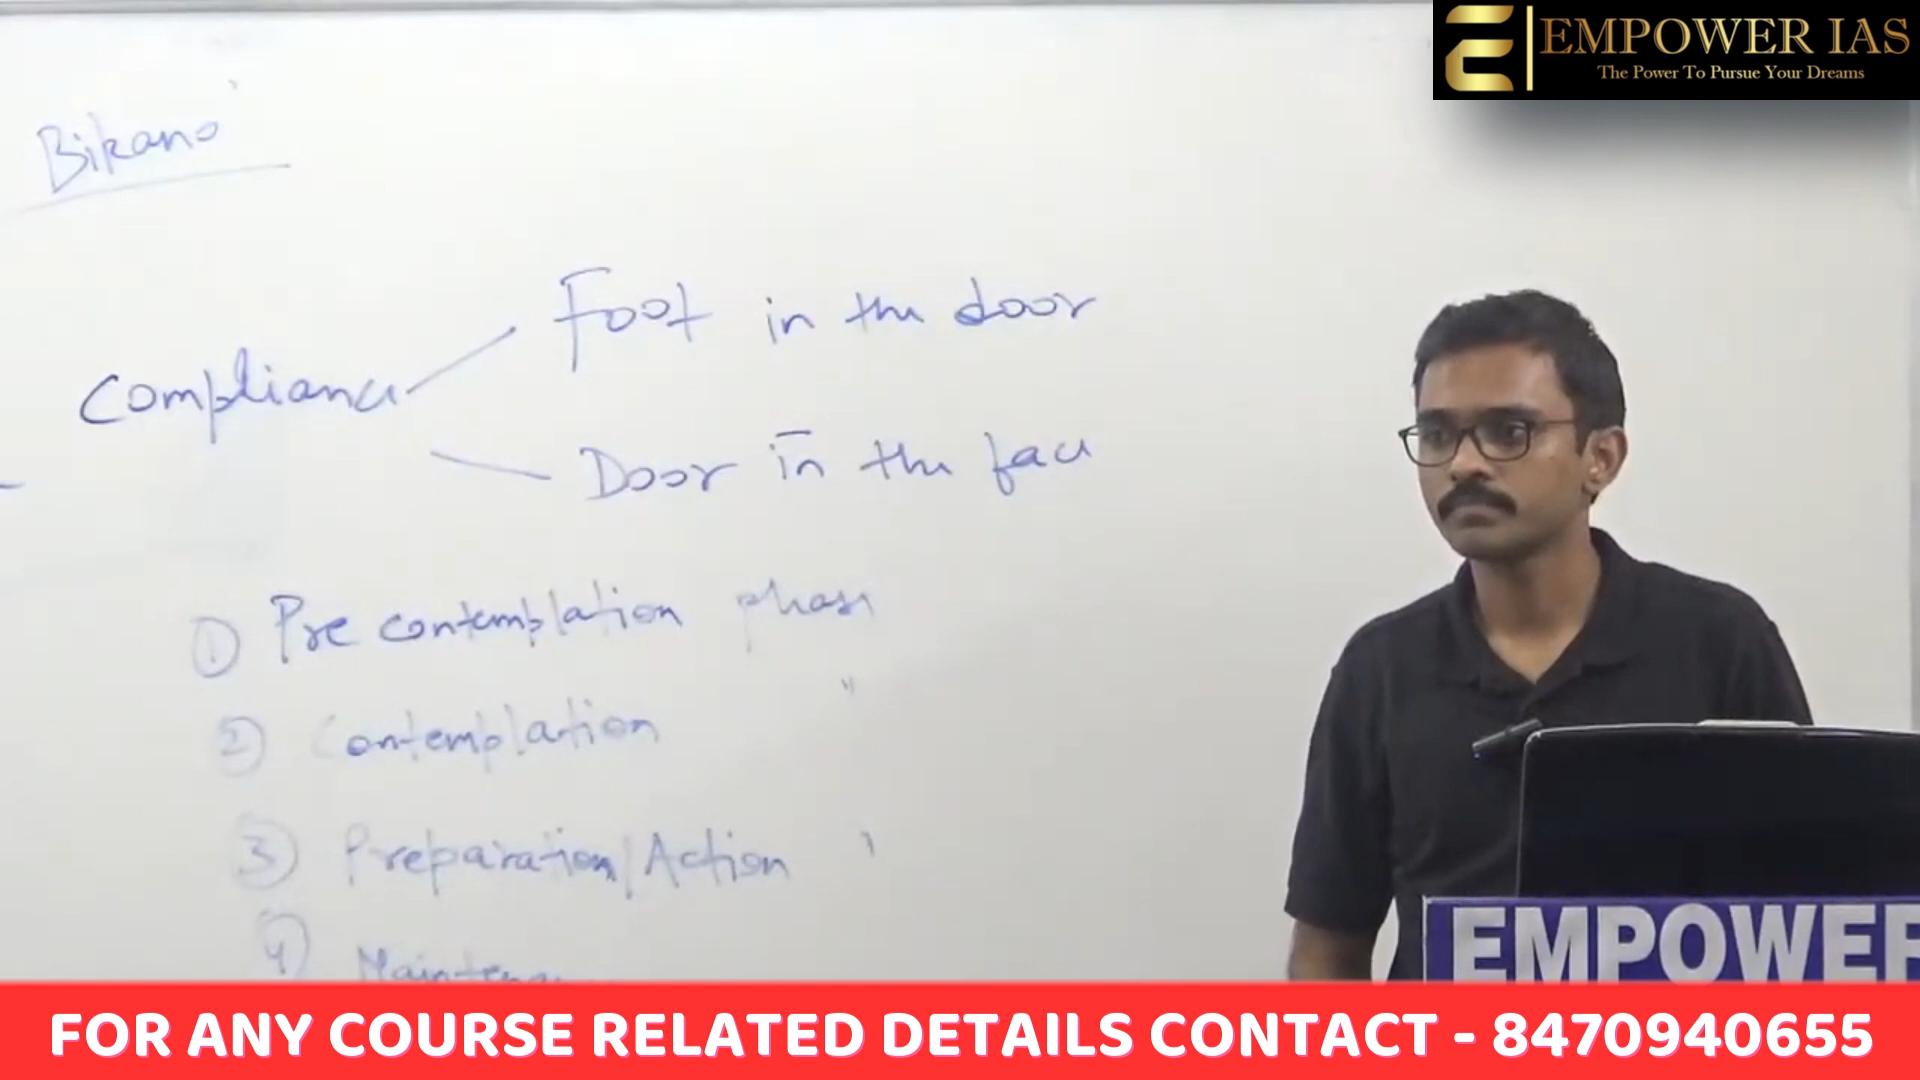 EMPOWER IAS
The Power To Pursue Your Dreams
Bikano
Compliance
Foot in the door
Door in the face
① Pre contemplation phase
② Contemplation "
③ Preparation/Action "
④
EMPOWER
FOR ANY COURSE RELATED DETAILS CONTACT - 8470940655